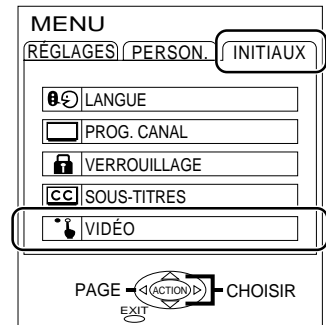 MENU
RÉGLAGES PERSON. INITIAUX
LANGUE
PROG. CANAL
VERROUILLAGE
CC SOUS-TITRES
VIDÉO
PAGE ACTION CHOISIR
EXIT